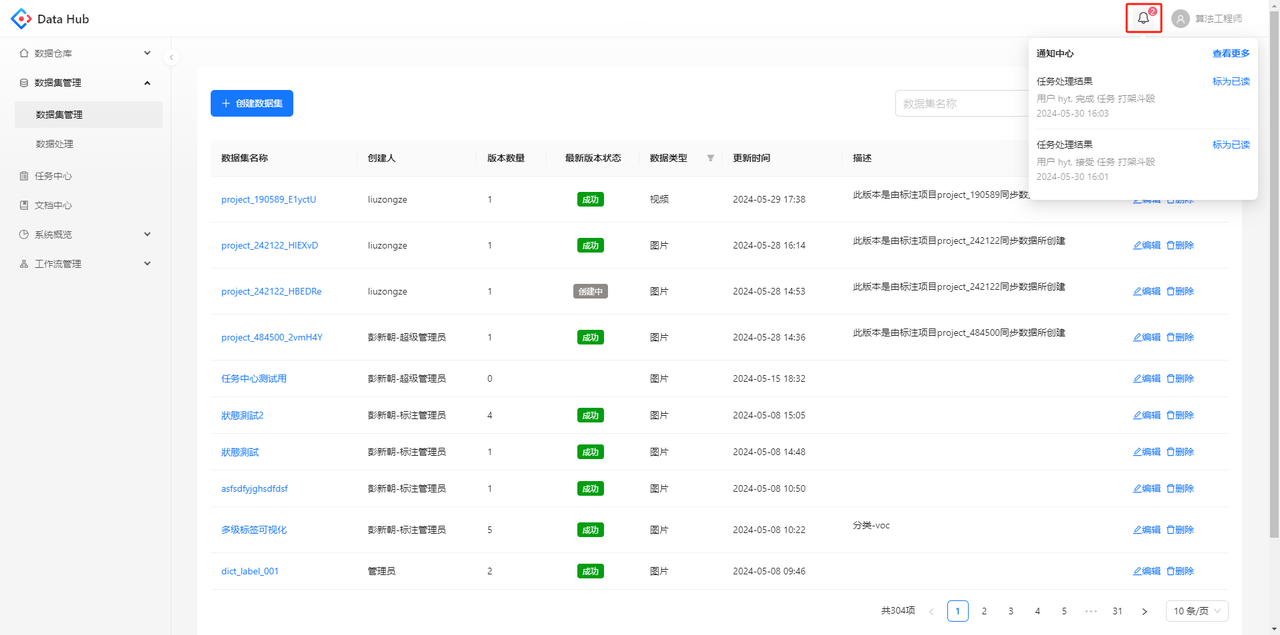 Data Hub
2
算法工程师
数据仓库
数据集管理
数据集管理
数据处理
任务中心
文档中心
系统概览
工作流管理
通知中心 查看更多
任务处理结果 标为已读
用户 hyt, 完成 任务 打架斗殴
2024-05-30 16:03
任务处理结果 标为已读
用户 hyt, 接受 任务 打架斗殴
2024-05-30 16:01
创建数据集
数据集名称
数据集名称 创建人 版本数量 最新版本状态 数据类型 更新时间 描述
project_190589_E1yctU liuzongze 1 成功 视频 2024-05-29 17:38 此版本是由标注项目project_190589同步数 编辑 删除
project_242122_HIEXvD liuzongze 1 成功 图片 2024-05-28 16:14 此版本是由标注项目project_242122同步数据所创建 编辑 删除
project_242122_HBEDRe liuzongze 1 创建中 图片 2024-05-28 14:53 此版本是由标注项目project_242122同步数据所创建 编辑 删除
project_484500_2vmH4Y 彭新朝-超级管理员 1 成功 图片 2024-05-28 14:36 此版本是由标注项目project_484500同步数据所创建 编辑 删除
任务中心测试用 彭新朝-超级管理员 0 图片 2024-05-15 18:32 编辑 删除
狀態測試2 彭新朝-标注管理员 4 成功 图片 2024-05-08 15:05 编辑 删除
狀態測試 彭新朝-标注管理员 1 成功 图片 2024-05-08 14:48 编辑 删除
asfsdfyjghsdfdsf 彭新朝-标注管理员 1 成功 图片 2024-05-08 10:50 编辑 删除
多级标签可视化 彭新朝-标注管理员 5 成功 图片 2024-05-08 10:22 分类-voc 编辑 删除
dict_label_001 管理员 2 成功 图片 2024-05-08 09:46 编辑 删除
共304项 1 2 3 4 5 ••• 31 10 条/页